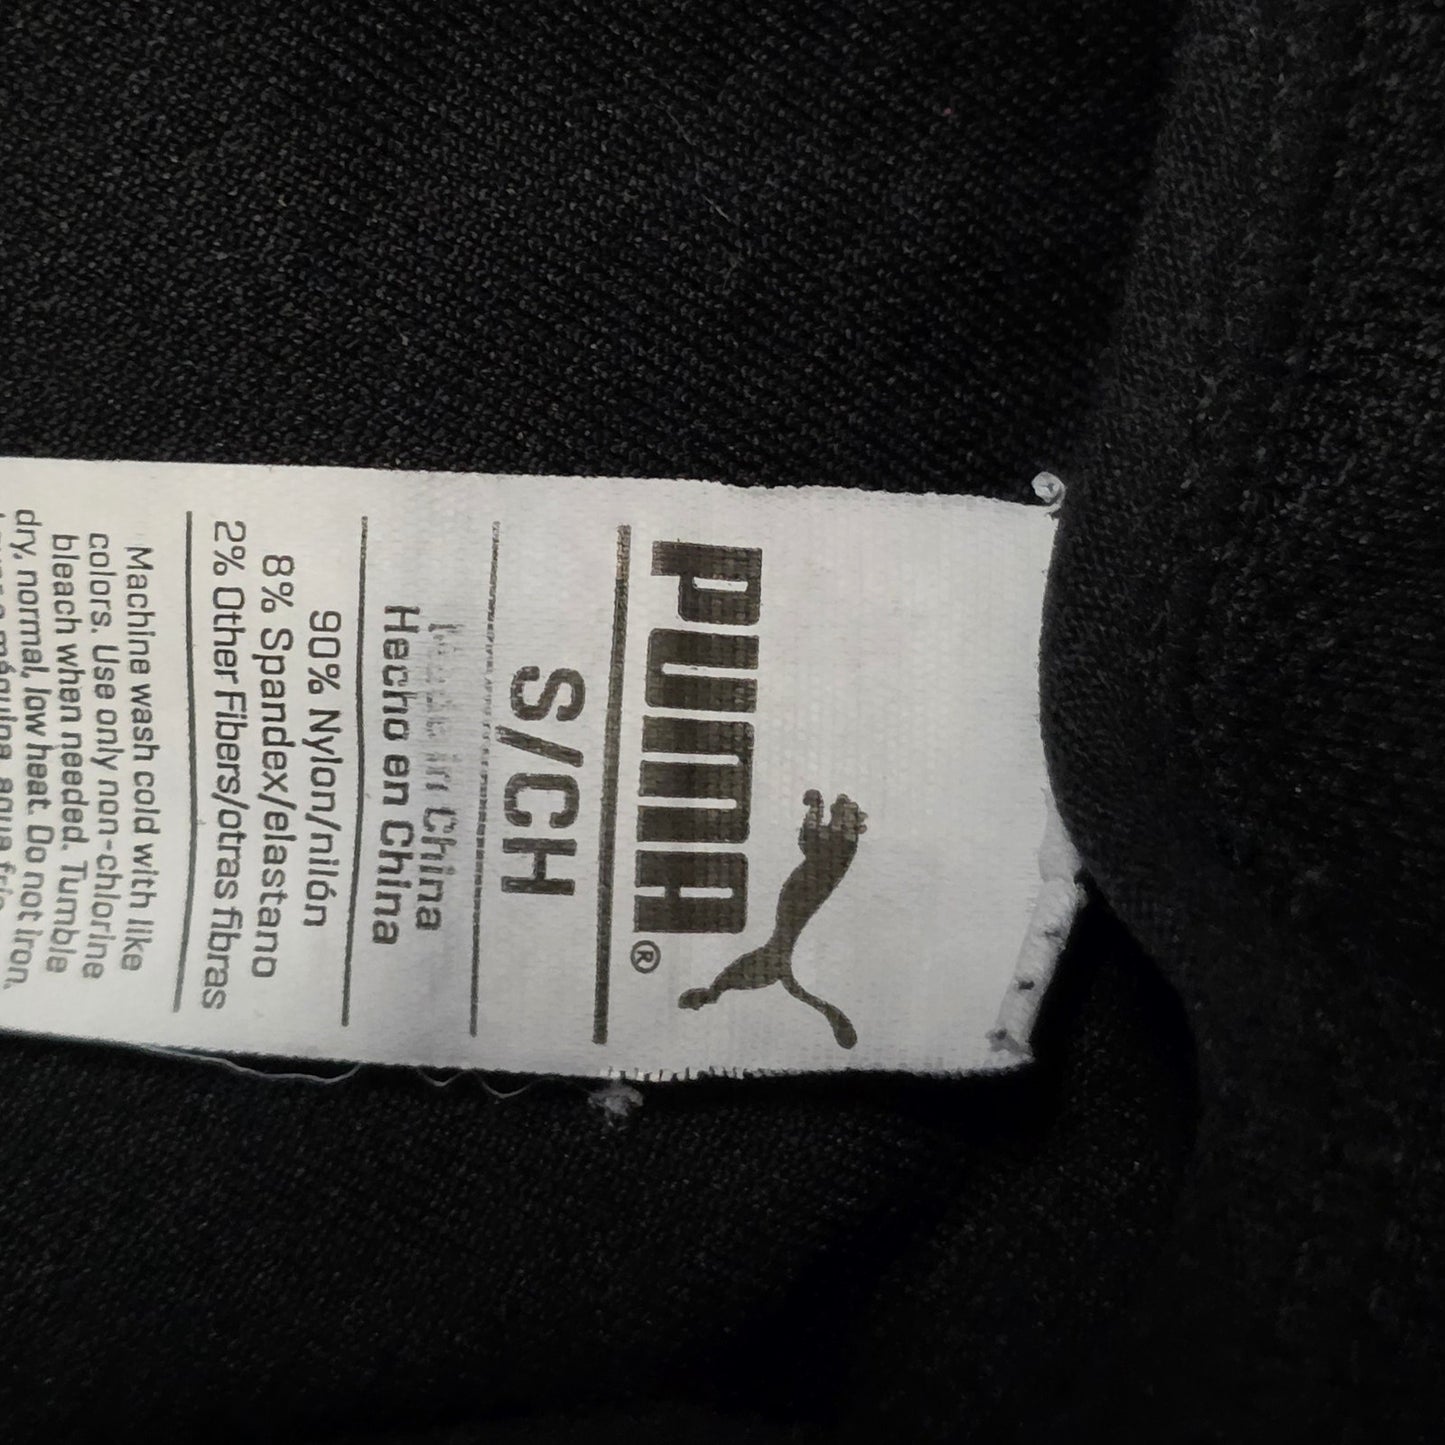 PUMA®
S/CH
Made in China
Hecho en China
90% Nylon/nilón
8% Spandex/elastano
2% Other Fibers/otras fibras
Machine wash cold with like
colors. Use only non-chlorine
bleach when needed. Tumble
dry, normal, low heat. Do not iron.